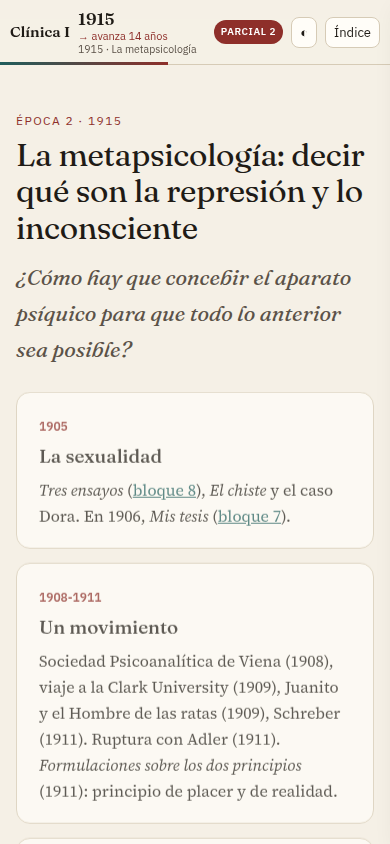 Clínica I
1915
→ avanza 14 años
1915 · La metapsicología
PARCIAL 2
Índice
ÉPOCA 2 · 1915
La metapsicología: decir
qué son la represión y lo
inconsciente
¿Cómo hay que concebir el aparato
psíquico para que todo lo anterior
sea posible?
1905
La sexualidad
Tres ensayos (bloque 8), El chiste y el caso
Dora. En 1906, Mis tesis (bloque 7).
1908-1911
Un movimiento
Sociedad Psicoanalítica de Viena (1908),
viaje a la Clark University (1909), Juanito
y el Hombre de las ratas (1909), Schreber
(1911). Ruptura con Adler (1911).
Formulaciones sobre los dos principios
(1911): principio de placer y de realidad.